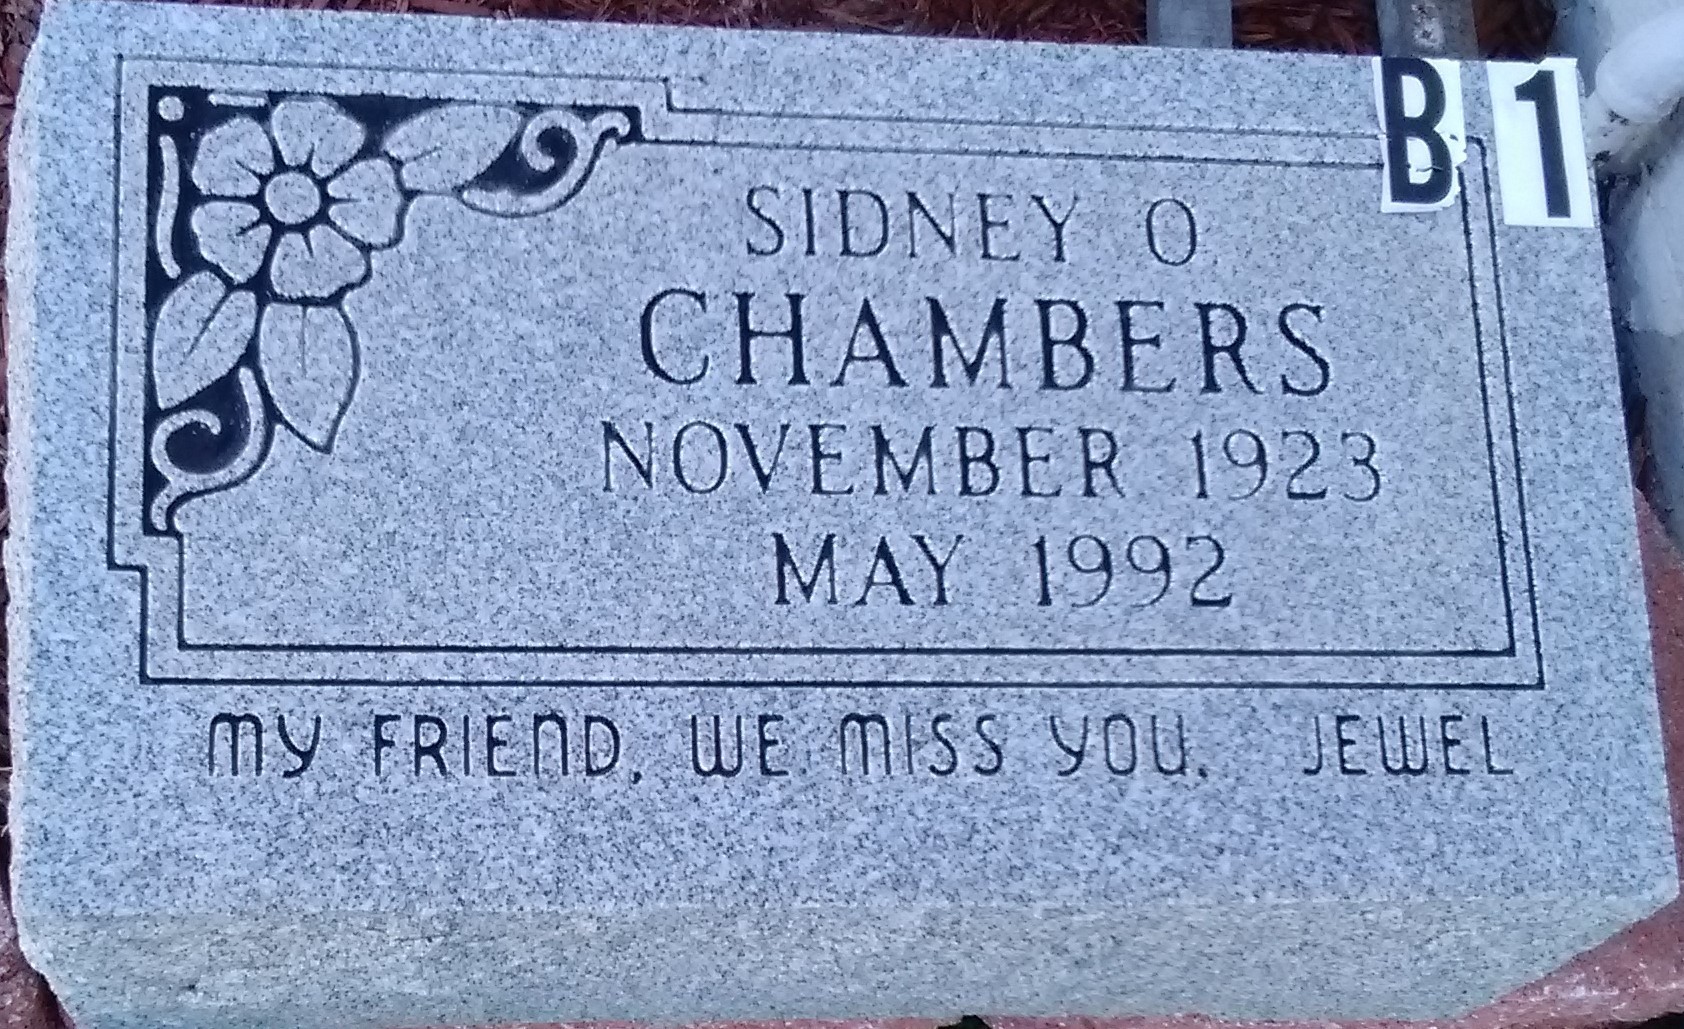 B 1
SIDNEY O
CHAMBERS
NOVEMBER 1923
MAY 1992
MY FRIEND, WE MISS YOU. JEWEL